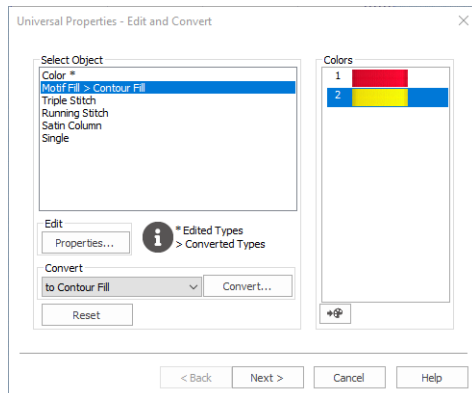 Universal Properties - Edit and Convert
Select Object
Color *
Motif Fill > Contour Fill
Triple Stitch
Running Stitch
Satin Column
Single
Colors
1
2
Edit
Properties...
* Edited Types
> Converted Types
Convert
to Contour Fill
Convert...
Reset
< Back
Next >
Cancel
Help